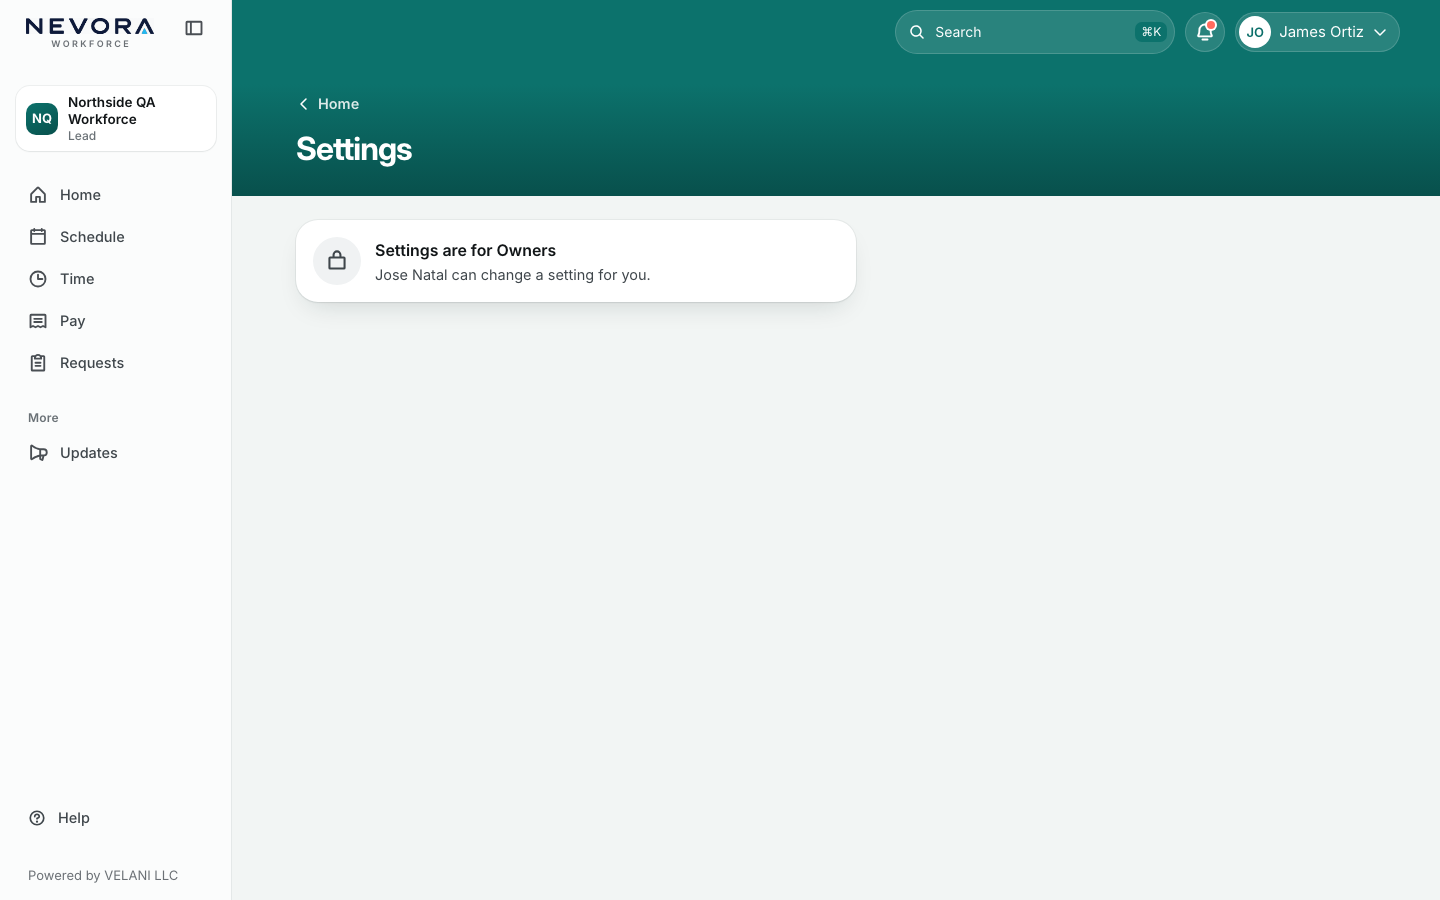 NEVORA
WORKFORCE
Search
⌘K
JO
James Ortiz
NQ
Northside QA
Workforce
Lead
Home
Settings
Home
Schedule
Time
Pay
Requests
More
Updates
Settings are for Owners
Jose Natal can change a setting for you.
Help
Powered by VELANI LLC